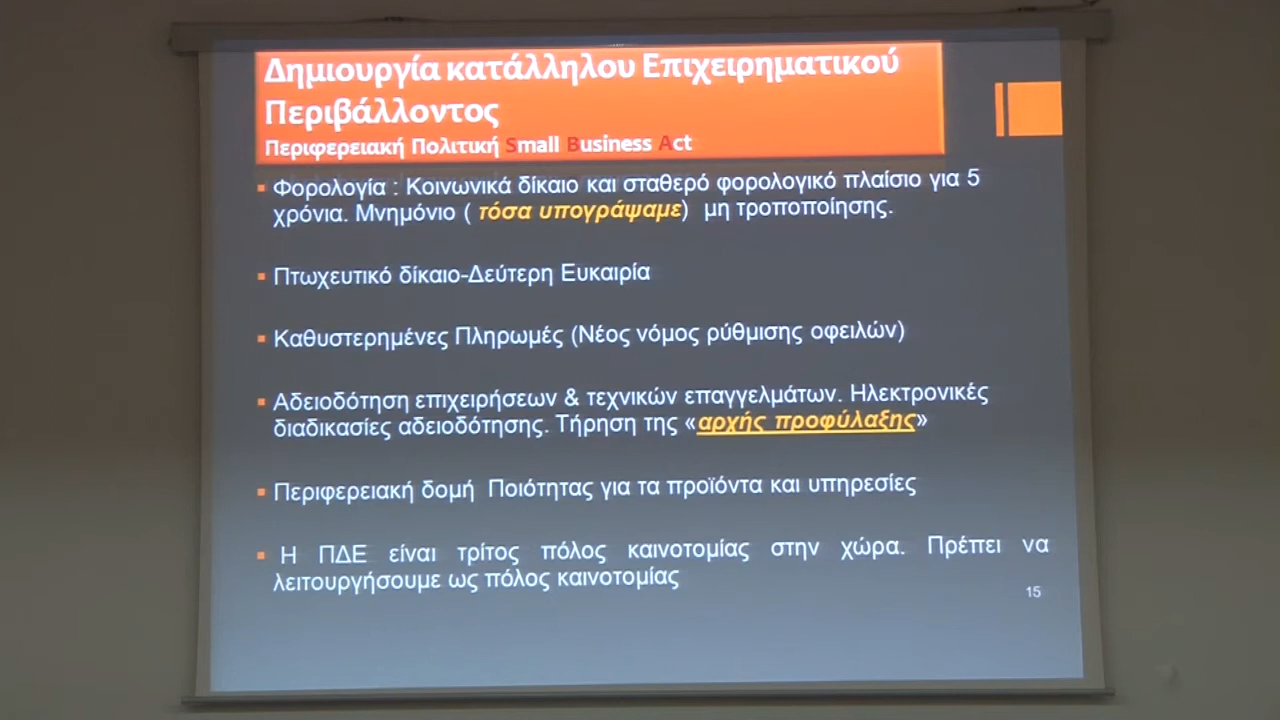 Δημιουργία κατάλληλου Επιχειρηματικού
Περιβάλλοντος
Περιφερειακή Πολιτική Small Business Act
▪ Φορολογία : Κοινωνικά δίκαιο και σταθερό φορολογικό πλαίσιο για 5
χρόνια. Μνημόνιο ( τόσα υπογράψαμε) μη τροποποίησης.
▪ Πτωχευτικό δίκαιο-Δεύτερη Ευκαιρία
▪ Καθυστερημένες Πληρωμές (Νέος νόμος ρύθμισης οφειλών)
▪ Αδειοδότηση επιχειρήσεων & τεχνικών επαγγελμάτων. Ηλεκτρονικές
διαδικασίες αδειοδότησης. Τήρηση της «αρχής προφύλαξης»
▪ Περιφερειακή δομή Ποιότητας για τα προϊόντα και υπηρεσίες
▪ Η ΠΔΕ είναι τρίτος πόλος καινοτομίας στην χώρα. Πρέπει να
λειτουργήσουμε ως πόλος καινοτομίας
15